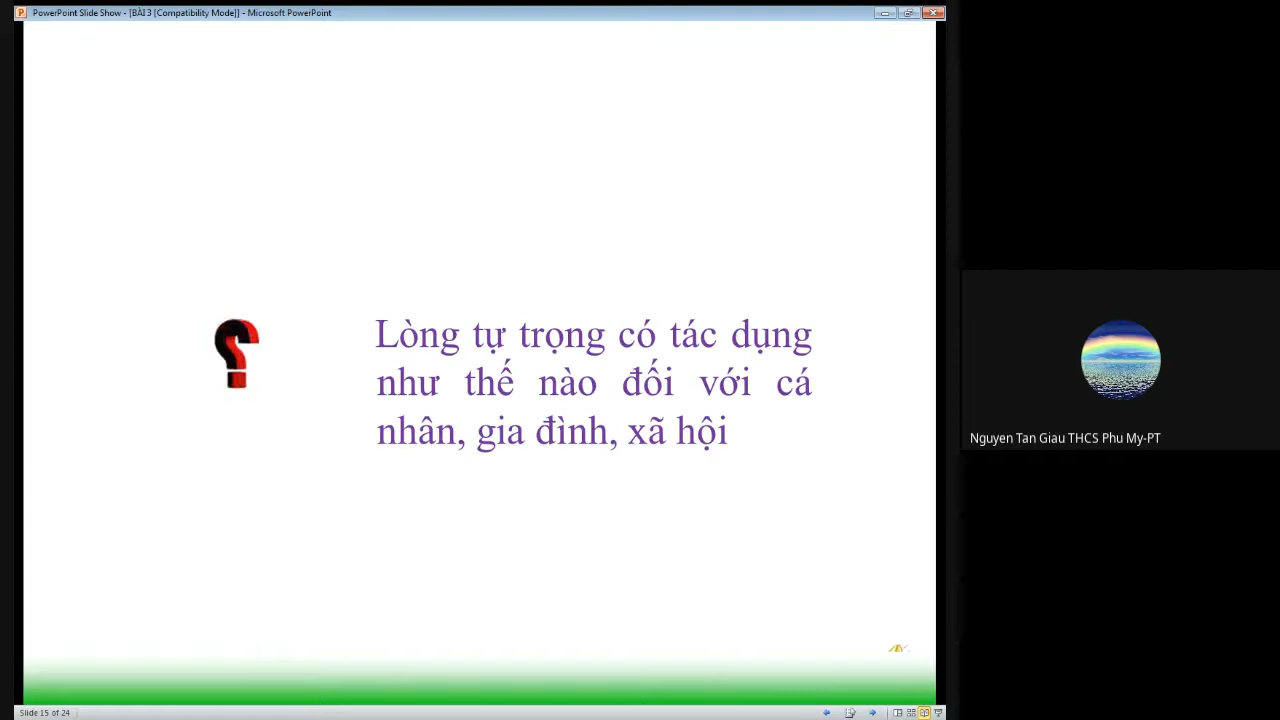 PowerPoint Slide Show - [BÀI 3 [Compatibility Mode]] - Microsoft PowerPoint
Lòng tự trọng có tác dụng
như thế nào đối với cá
nhân, gia đình, xã hội
Nguyen Tan Giau THCS Phu My-PT
Slide 15 of 24